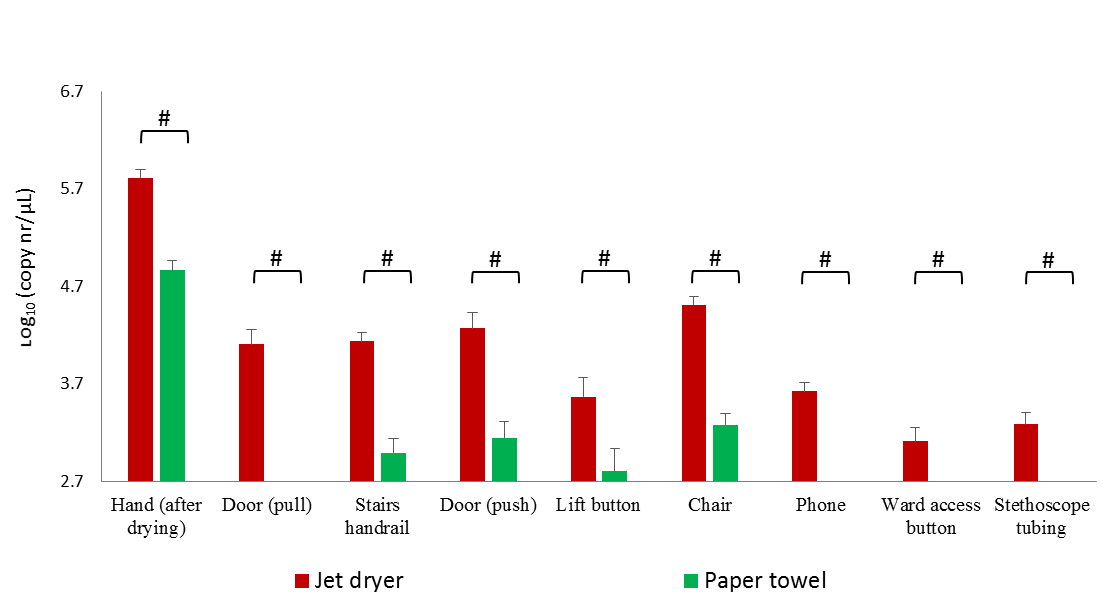 6.7
#
5.7
Log10 (copy nr/µL)
# # # # # # # #
4.7
3.7
2.7
Hand (after Door (pull) Stairs Door (push) Lift button Chair Phone Ward access Stethoscope
drying) handrail button tubing
Jet dryer Paper towel